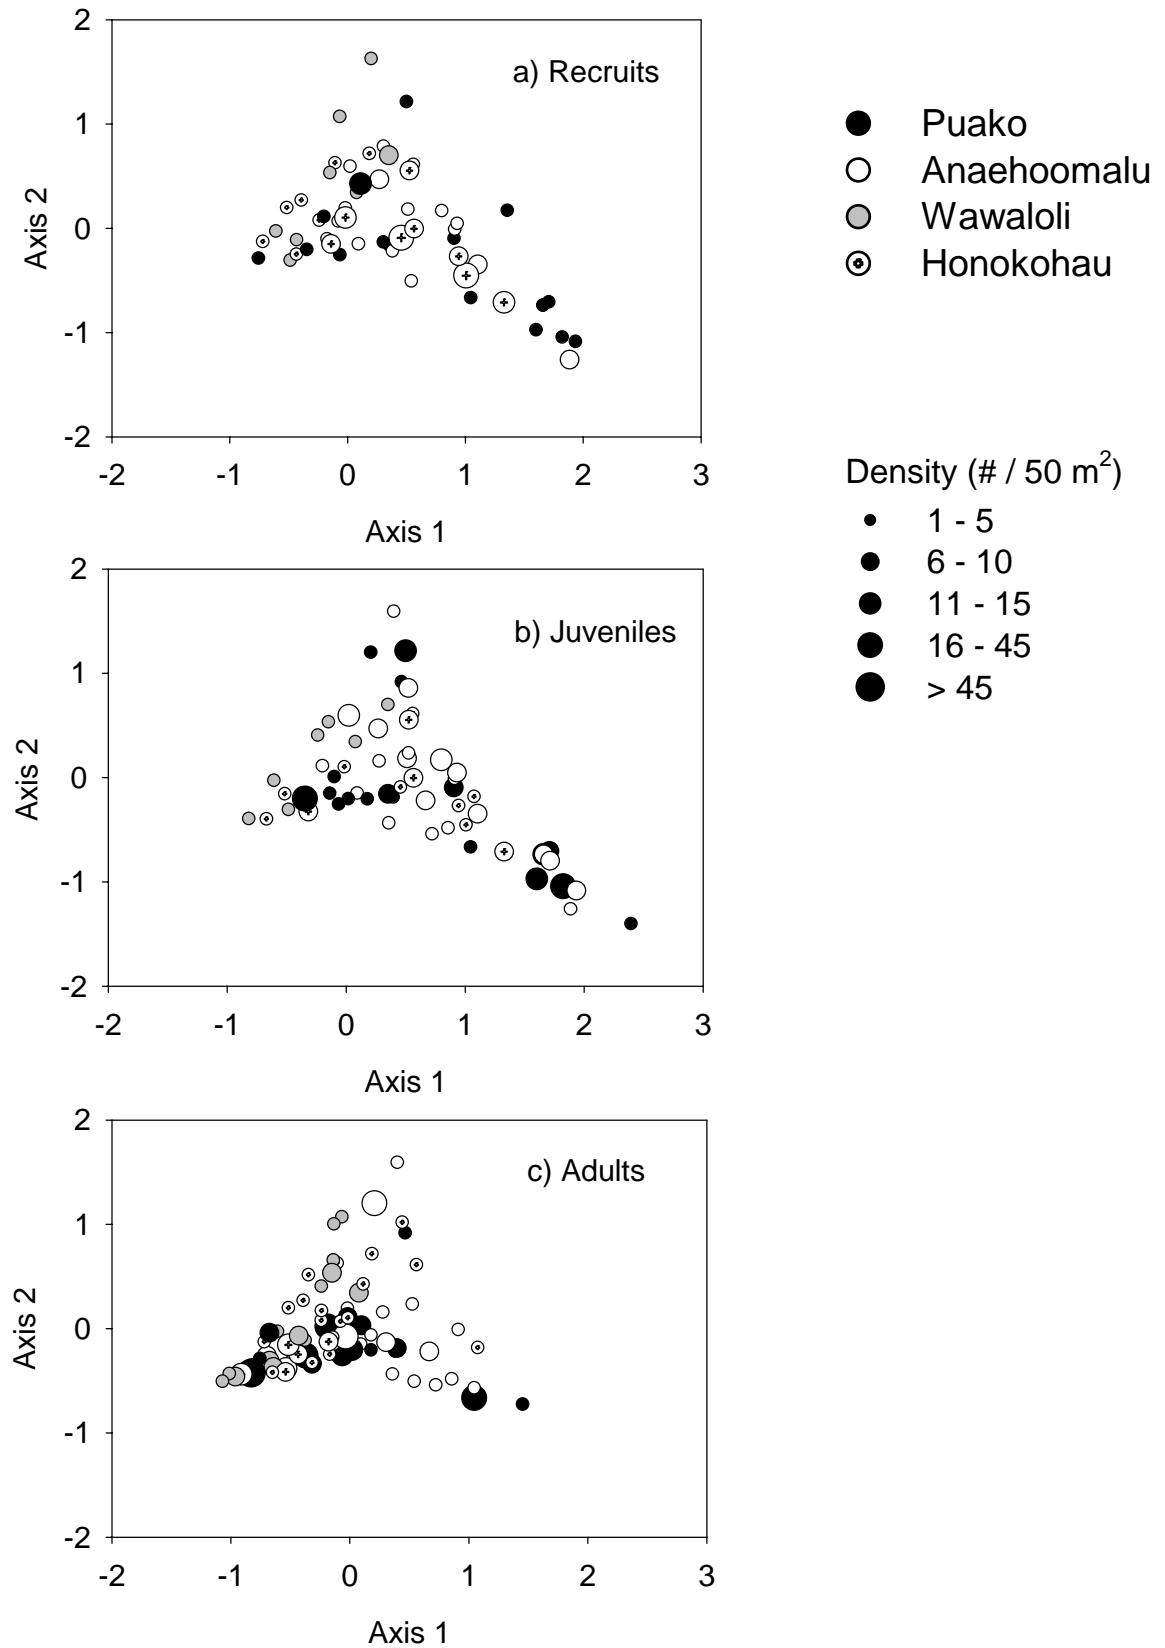 a) Recruits
2
1
0
-1
-2
Axis 2
-2 -1 0 1 2 3
Axis 1
Puako
Anaehoomalu
Wawaloli
Honokohau
Density (# / 50 m²)
1 - 5
6 - 10
11 - 15
16 - 45
> 45
b) Juveniles
2
1
0
-1
-2
Axis 2
-2 -1 0 1 2 3
Axis 1
c) Adults
2
1
0
-1
-2
Axis 2
-2 -1 0 1 2 3
Axis 1